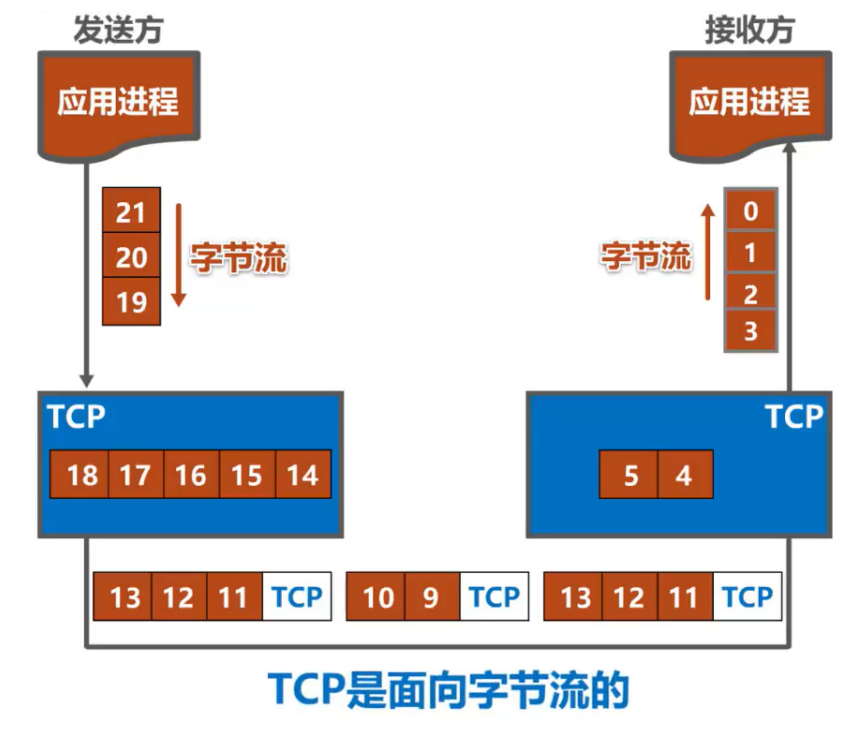 发送方 接收方
应用进程 应用进程
21 0
20 字节流 字节流 1
19 2
3
TCP TCP
18 17 16 15 14 5 4
13 12 11 TCP 10 9 TCP 13 12 11 TCP
TCP是面向字节流的